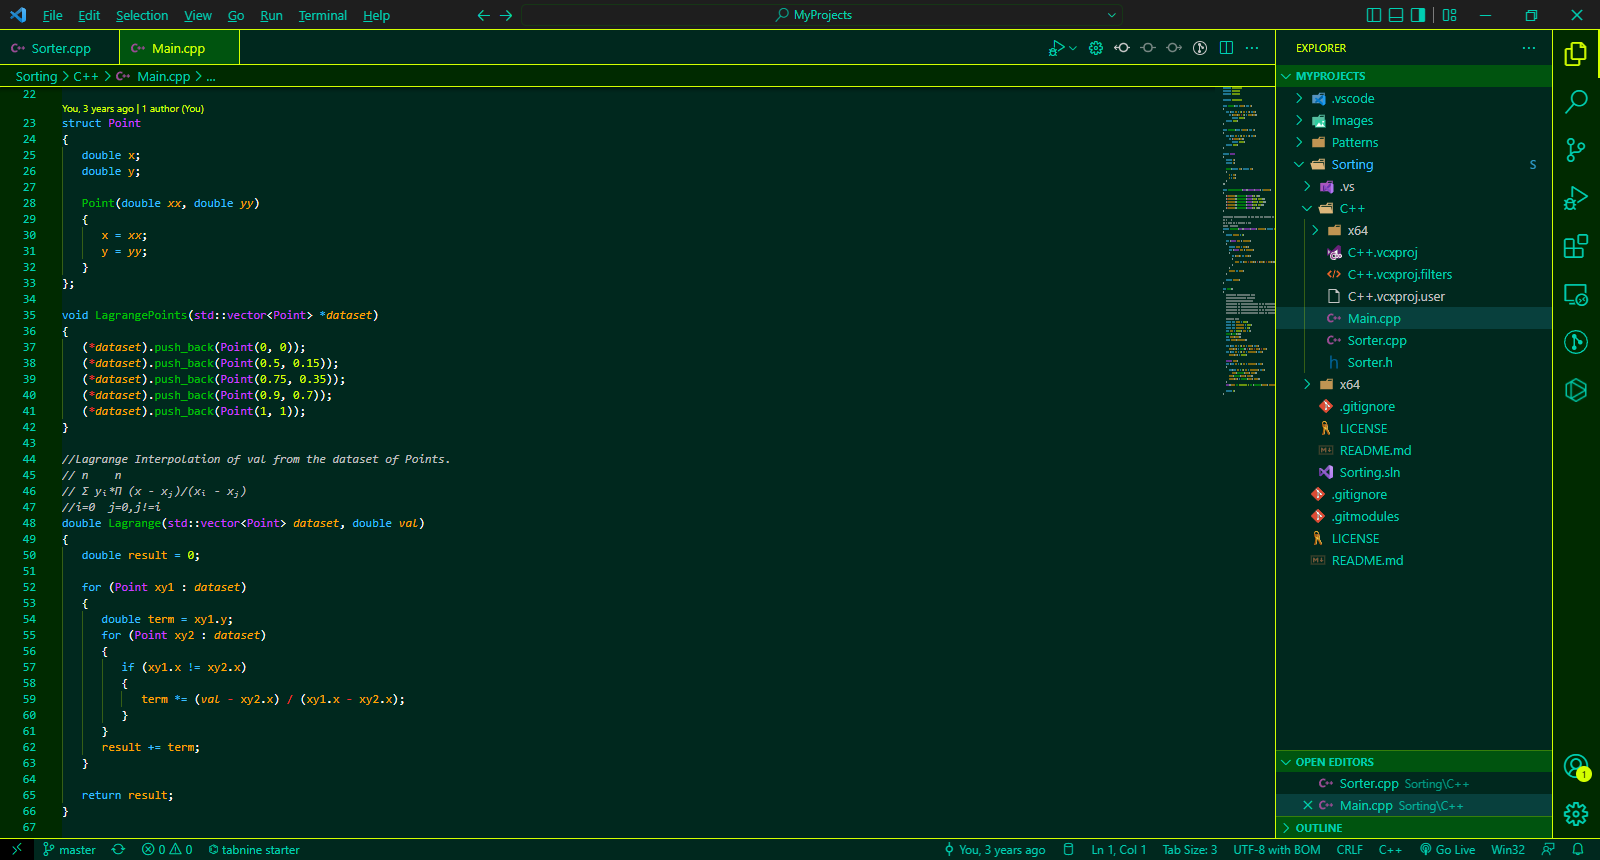 File Edit Selection View Go Run Terminal Help
MyProjects
Sorter.cpp Main.cpp
Sorting > C++ > Main.cpp > ...
22
You, 3 years ago | 1 author (You)
23 struct Point
24 {
25 double x;
26 double y;
27
28 Point(double xx, double yy)
29 {
30 x = xx;
31 y = yy;
32 }
33 };
34
35 void LagrangePoints(std::vector<Point> *dataset)
36 {
37 (*dataset).push_back(Point(0, 0));
38 (*dataset).push_back(Point(0.5, 0.15));
39 (*dataset).push_back(Point(0.75, 0.35));
40 (*dataset).push_back(Point(0.9, 0.7));
41 (*dataset).push_back(Point(1, 1));
42 }
43
44 //Lagrange Interpolation of val from the dataset of Points.
45 // n    n
46 // Σ yᵢ*Π (x - xⱼ)/(xᵢ - xⱼ)
47 //i=0  j=0,j!=i
48 double Lagrange(std::vector<Point> dataset, double val)
49 {
50 double result = 0;
51
52 for (Point xy1 : dataset)
53 {
54 double term = xy1.y;
55 for (Point xy2 : dataset)
56 {
57 if (xy1.x != xy2.x)
58 {
59 term *= (val - xy2.x) / (xy1.x - xy2.x);
60 }
61 }
62 result += term;
63 }
64
65 return result;
66 }
67
EXPLORER
MYPROJECTS
.vscode
Images
Patterns
Sorting S
.vs
C++
x64
C++.vcxproj
C++.vcxproj.filters
C++.vcxproj.user
Main.cpp
Sorter.cpp
Sorter.h
x64
.gitignore
LICENSE
README.md
Sorting.sln
.gitignore
.gitmodules
LICENSE
README.md
OPEN EDITORS
Sorter.cpp Sorting\C++
Main.cpp Sorting\C++
OUTLINE
1
master 0 0 tabnine starter You, 3 years ago Ln 1, Col 1 Tab Size: 3 UTF-8 with BOM CRLF C++ Go Live Win32